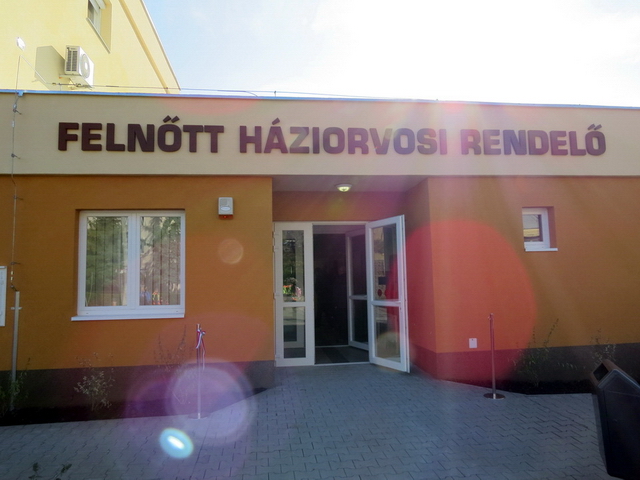 FELNŐTT HÁZIORVOSI RENDELŐ